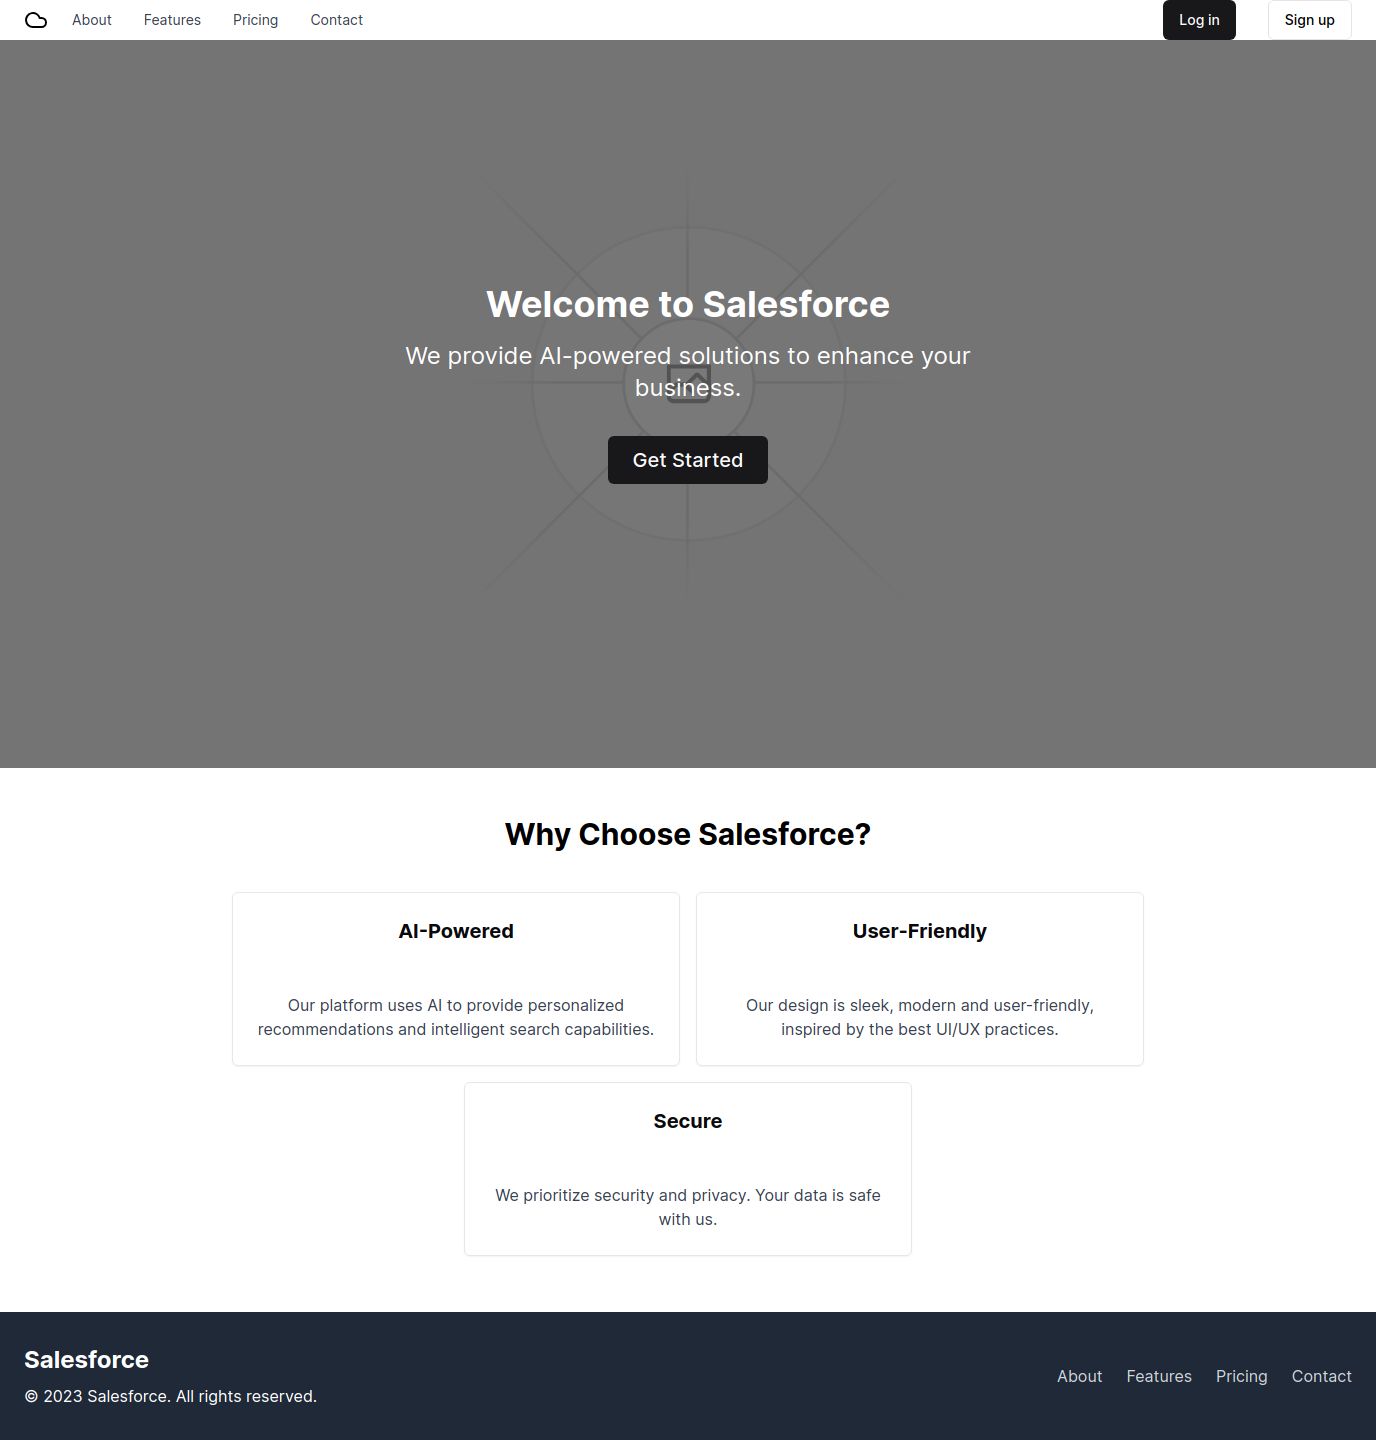 About Features Pricing Contact Log in Sign up
Welcome to Salesforce
We provide AI-powered solutions to enhance your
business.
Get Started
Why Choose Salesforce?
AI-Powered
Our platform uses AI to provide personalized
recommendations and intelligent search capabilities.
User-Friendly
Our design is sleek, modern and user-friendly,
inspired by the best UI/UX practices.
Secure
We prioritize security and privacy. Your data is safe
with us.
Salesforce
© 2023 Salesforce. All rights reserved.
About Features Pricing Contact